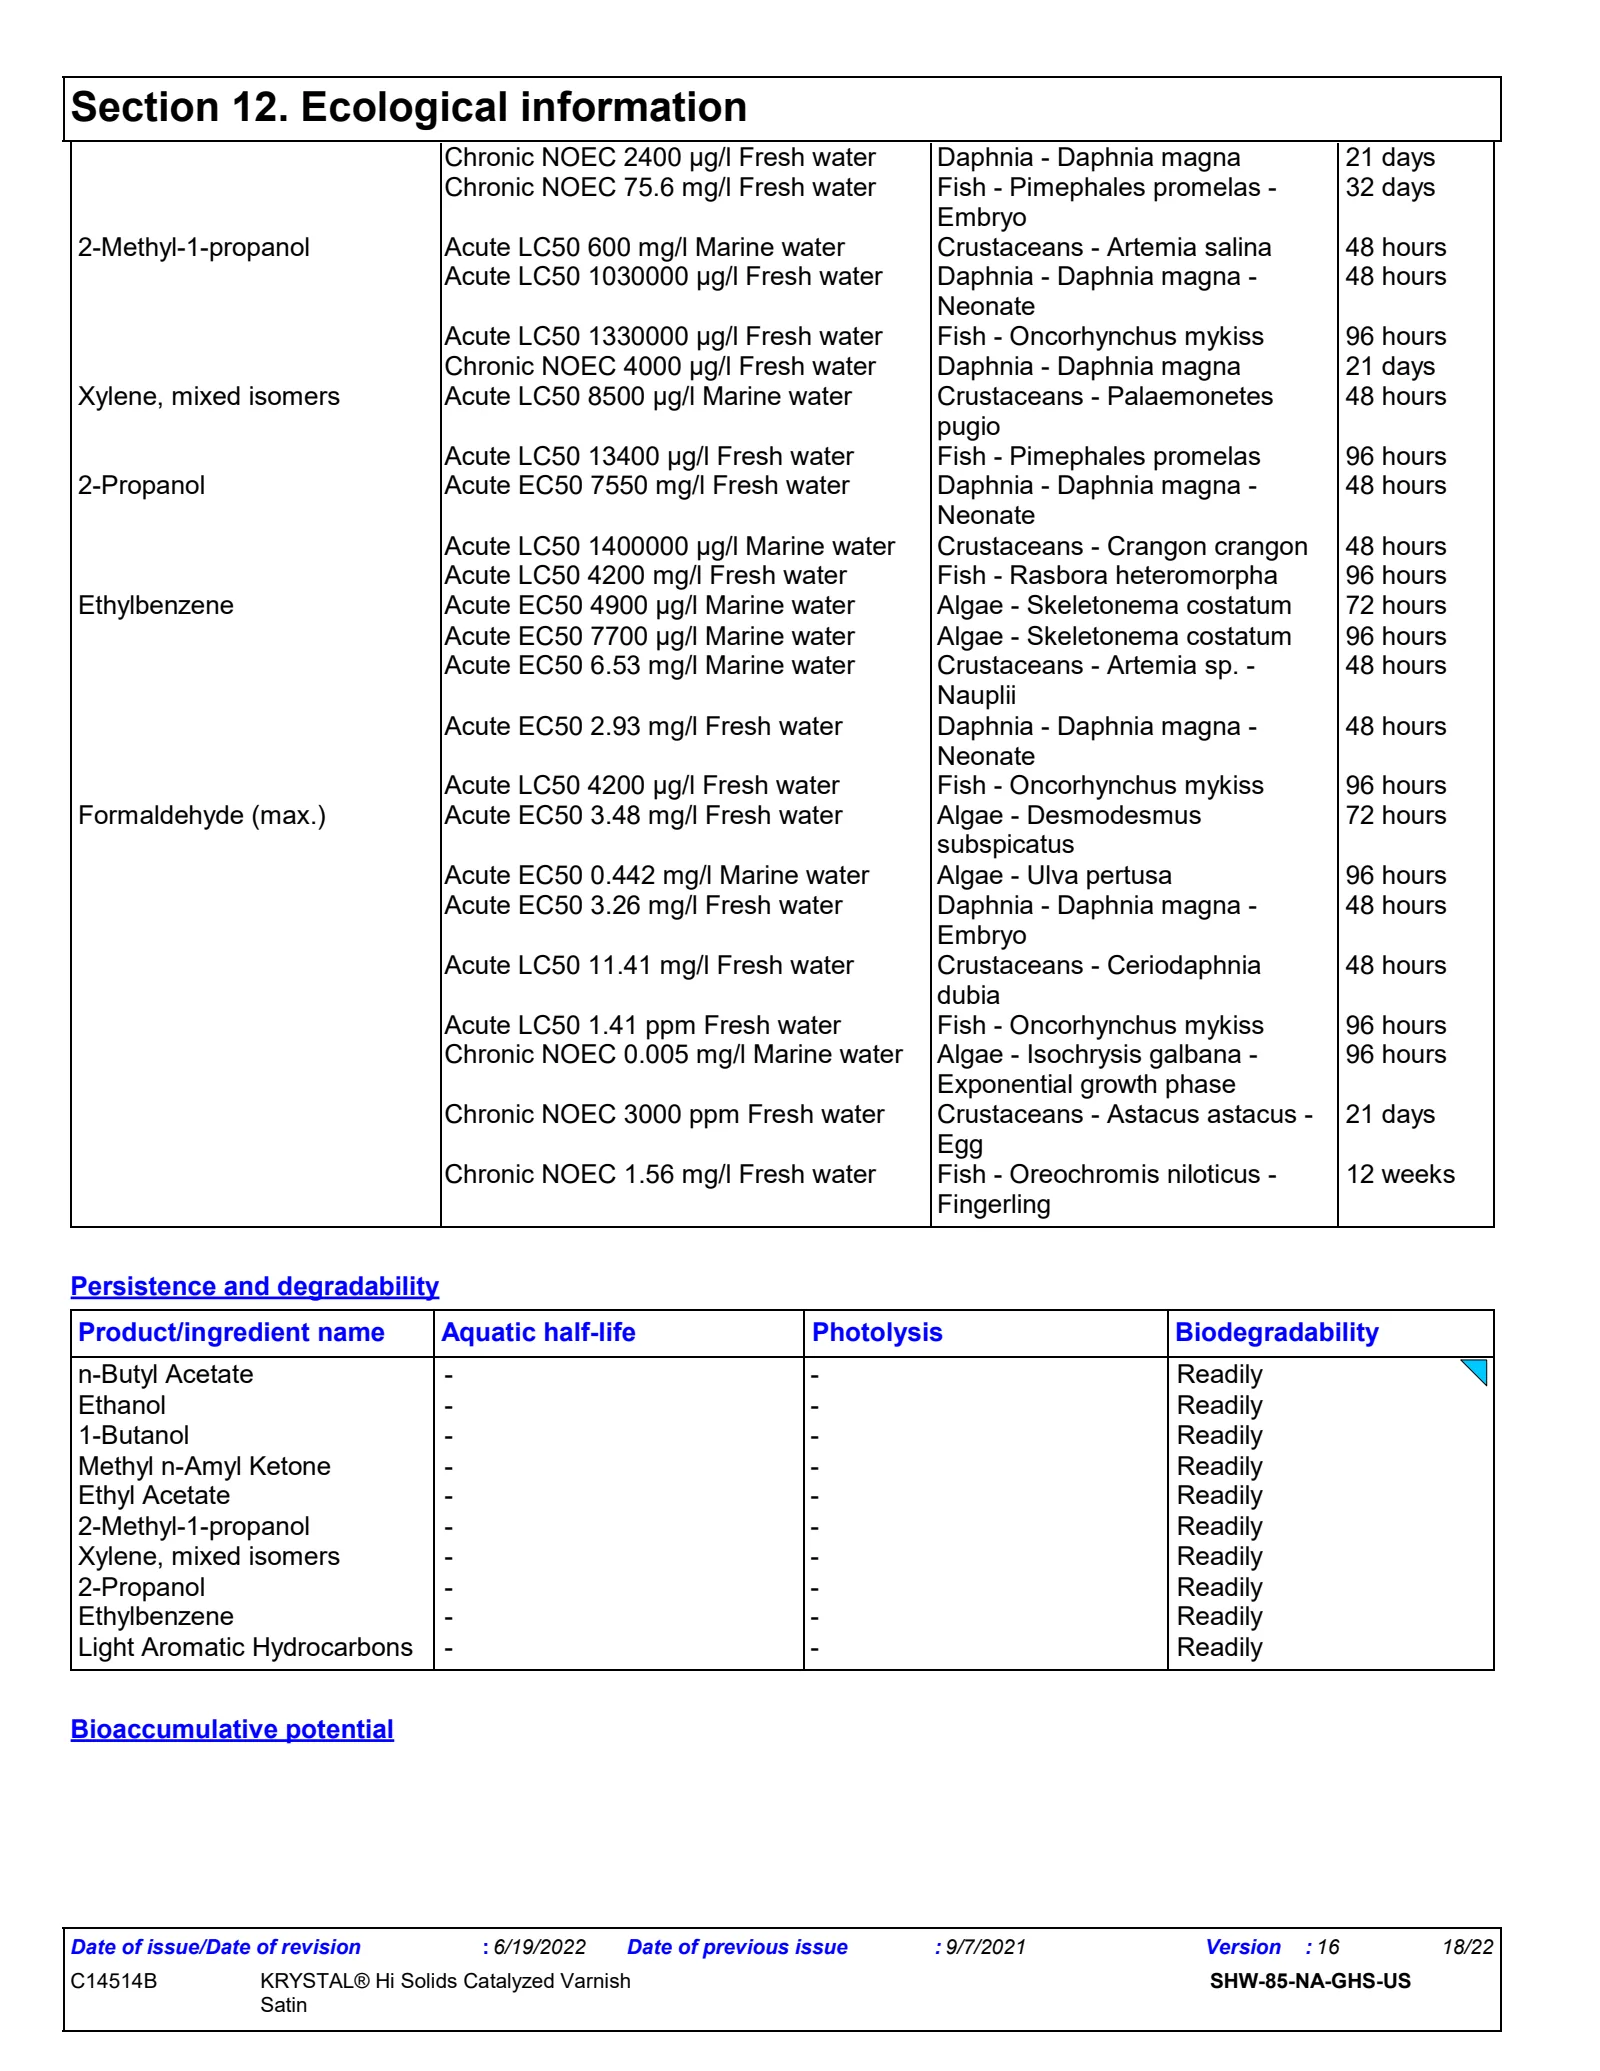 Section 12. Ecological information
Chronic NOEC 2400 µg/l Fresh water Daphnia - Daphnia magna 21 days
Chronic NOEC 75.6 mg/l Fresh water Fish - Pimephales promelas - 32 days
Embryo
2-Methyl-1-propanol Acute LC50 600 mg/l Marine water Crustaceans - Artemia salina 48 hours
Acute LC50 1030000 µg/l Fresh water Daphnia - Daphnia magna - 48 hours
Neonate
Acute LC50 1330000 µg/l Fresh water Fish - Oncorhynchus mykiss 96 hours
Chronic NOEC 4000 µg/l Fresh water Daphnia - Daphnia magna 21 days
Xylene, mixed isomers Acute LC50 8500 µg/l Marine water Crustaceans - Palaemonetes 48 hours
pugio
Acute LC50 13400 µg/l Fresh water Fish - Pimephales promelas 96 hours
2-Propanol Acute EC50 7550 mg/l Fresh water Daphnia - Daphnia magna - 48 hours
Neonate
Acute LC50 1400000 µg/l Marine water Crustaceans - Crangon crangon 48 hours
Acute LC50 4200 mg/l Fresh water Fish - Rasbora heteromorpha 96 hours
Ethylbenzene Acute EC50 4900 µg/l Marine water Algae - Skeletonema costatum 72 hours
Acute EC50 7700 µg/l Marine water Algae - Skeletonema costatum 96 hours
Acute EC50 6.53 mg/l Marine water Crustaceans - Artemia sp. - 48 hours
Nauplii
Acute EC50 2.93 mg/l Fresh water Daphnia - Daphnia magna - 48 hours
Neonate
Acute LC50 4200 µg/l Fresh water Fish - Oncorhynchus mykiss 96 hours
Formaldehyde (max.) Acute EC50 3.48 mg/l Fresh water Algae - Desmodesmus 72 hours
subspicatus
Acute EC50 0.442 mg/l Marine water Algae - Ulva pertusa 96 hours
Acute EC50 3.26 mg/l Fresh water Daphnia - Daphnia magna - 48 hours
Embryo
Acute LC50 11.41 mg/l Fresh water Crustaceans - Ceriodaphnia 48 hours
dubia
Acute LC50 1.41 ppm Fresh water Fish - Oncorhynchus mykiss 96 hours
Chronic NOEC 0.005 mg/l Marine water Algae - Isochrysis galbana - 96 hours
Exponential growth phase
Chronic NOEC 3000 ppm Fresh water Crustaceans - Astacus astacus - 21 days
Egg
Chronic NOEC 1.56 mg/l Fresh water Fish - Oreochromis niloticus - 12 weeks
Fingerling
Persistence and degradability
Product/ingredient name Aquatic half-life Photolysis Biodegradability
n-Butyl Acetate - - Readily
Ethanol - - Readily
1-Butanol - - Readily
Methyl n-Amyl Ketone - - Readily
Ethyl Acetate - - Readily
2-Methyl-1-propanol - - Readily
Xylene, mixed isomers - - Readily
2-Propanol - - Readily
Ethylbenzene - - Readily
Light Aromatic Hydrocarbons - - Readily
Bioaccumulative potential
Date of issue/Date of revision : 6/19/2022 Date of previous issue : 9/7/2021 Version : 16 18/22
C14514B KRYSTAL® Hi Solids Catalyzed Varnish SHW-85-NA-GHS-US
Satin